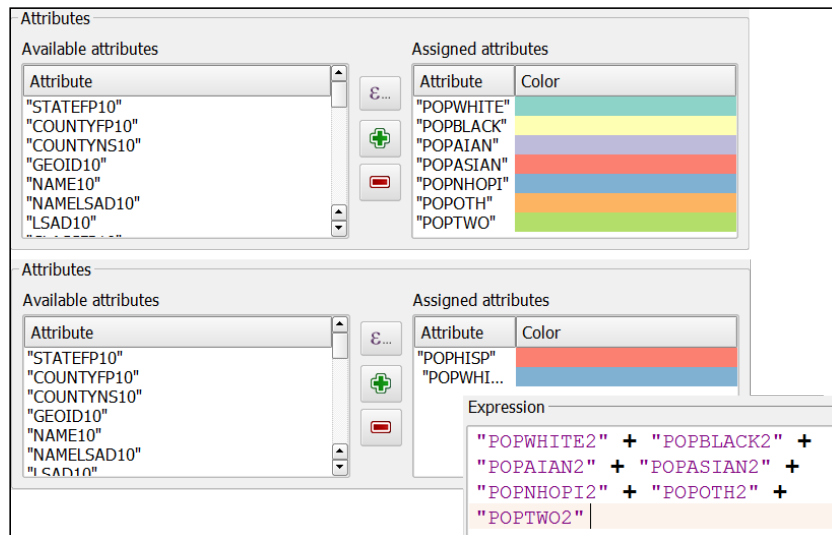 Attributes
Available attributes
Assigned attributes
Attribute
Attribute Color
"STATEFP10"
"COUNTYFP10"
"COUNTYNS10"
"GEOID10"
"NAME10"
"NAMELSAD10"
"LSAD10"
ε...
"POPWHITE"
"POPBLACK"
"POPAIAN"
"POPASIAN"
"POPNHOPI"
"POPOTH"
"POPTWO"
Attributes
Available attributes
Assigned attributes
Attribute
Attribute Color
"STATEFP10"
"COUNTYFP10"
"COUNTYNS10"
"GEOID10"
"NAME10"
"NAMELSAD10"
"LSAD10"
ε...
"POPHISP"
"POPWHI...
Expression
"POPWHITE2" + "POPBLACK2" +
"POPAIAN2" + "POPASIAN2" +
"POPNHOPI2" + "POPOTH2" +
"POPTWO2"